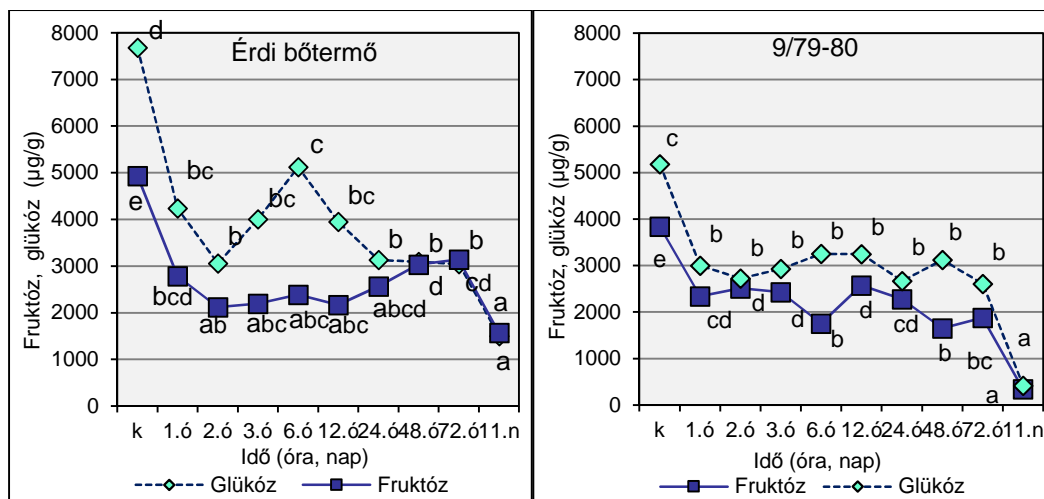 Érdi bőtermő
Fruktóz, glükóz (µg/g)
8000
7000
6000
5000
4000
3000
2000
1000
0
d
bc
b
bc
c
bc
b
b
b
a
e
bcd
ab
abc
abc
abc
abcd
d
cd
a
k 1.ó 2.ó 3.ó 6.ó 12.ó 24.ó 48.ó 72.ó 11.n
Idő (óra, nap)
Glükóz Fruktóz
9/79-80
Fruktóz, glükóz (µg/g)
8000
7000
6000
5000
4000
3000
2000
1000
0
c
b
b
b
b
b
b
b
b
a
e
cd
d
d
b
d
cd
b
bc
a
k 1.ó 2.ó 3.ó 6.ó 12.ó 24.ó 48.ó 72.ó 11.n
Idő (óra, nap)
Fruktóz Glükóz